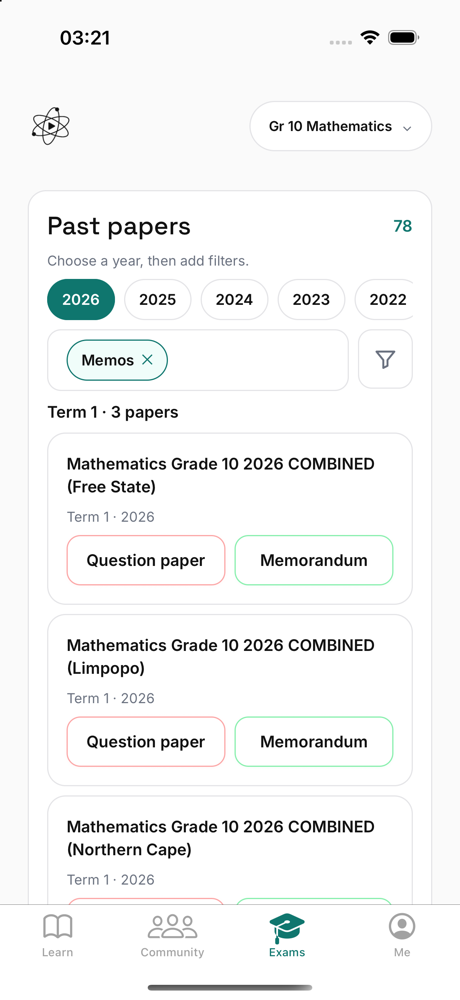 03:21
Gr 10 Mathematics
Past papers
78
Choose a year, then add filters.
2026 2025 2024 2023 2022
Memos
Term 1 · 3 papers
Mathematics Grade 10 2026 COMBINED
(Free State)
Term 1 · 2026
Question paper Memorandum
Mathematics Grade 10 2026 COMBINED
(Limpopo)
Term 1 · 2026
Question paper Memorandum
Mathematics Grade 10 2026 COMBINED
(Northern Cape)
Term 1 · 2026
Learn Community Exams Me